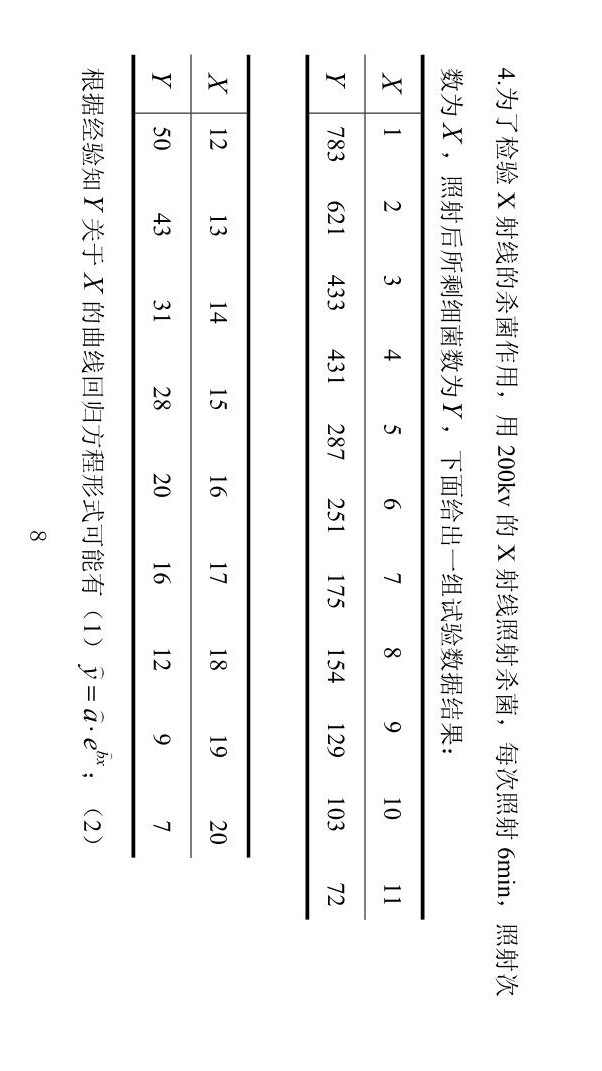 4.为了检验 X 射线的杀菌作用，用 200kv 的 X 射线照射杀菌，每次照射 6min，照射次
数为 X ，照射后所剩细菌数为 Y ，下面给出一组试验数据结果：
X 1 2 3 4 5 6 7 8 9 10 11
Y 783 621 433 431 287 251 175 154 129 103 72
X 12 13 14 15 16 17 18 19 20
Y 50 43 31 28 20 16 12 9 7
根据经验知 Y 关于 X 的曲线回归方程形式可能有（1） ŷ = â · e^{b̂x}；（2）
8